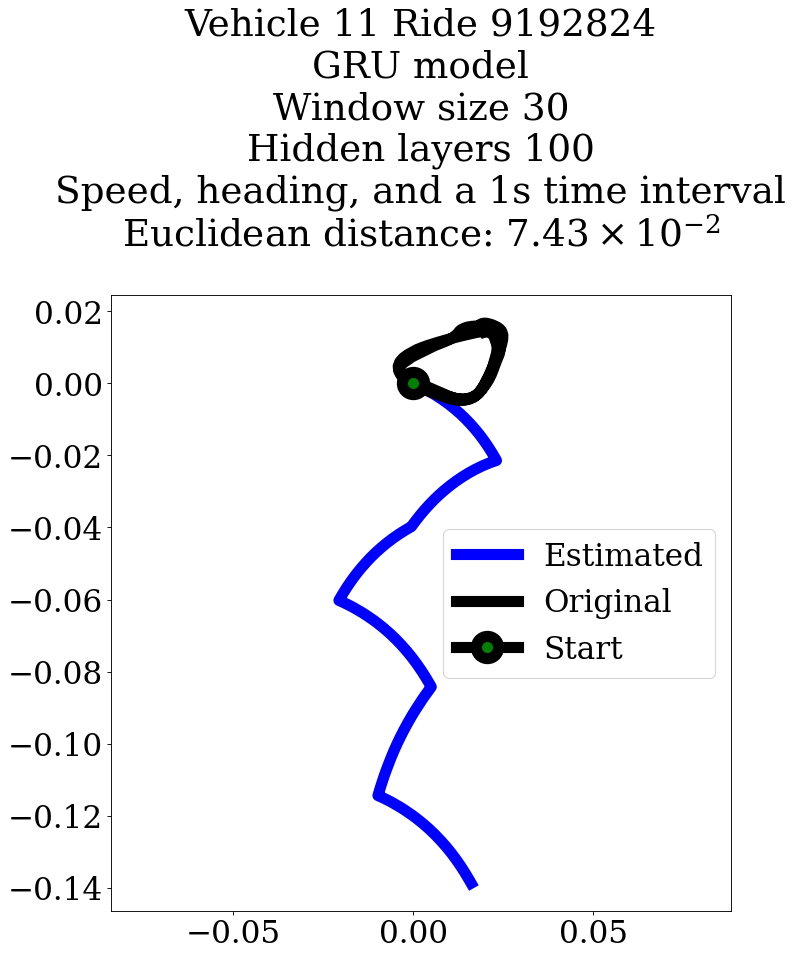 Vehicle 11 Ride 9192824
GRU model
Window size 30
Hidden layers 100
Speed, heading, and a 1s time interval
Euclidean distance: 7.43 × 10⁻²
0.02
0.00
−0.02
−0.04
−0.06
−0.08
−0.10
−0.12
−0.14
Estimated
Original
Start
−0.05
0.00
0.05